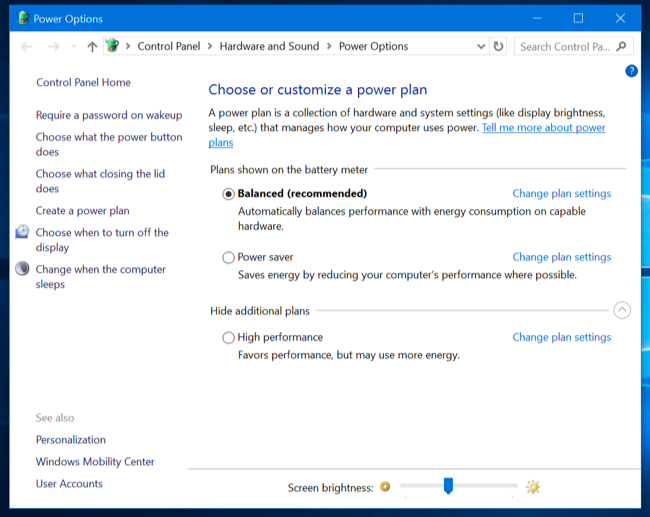 Power Options
Control Panel > Hardware and Sound > Power Options
Search Control Pa...
Control Panel Home
Require a password on wakeup
Choose what the power button
does
Choose what closing the lid
does
Create a power plan
Choose when to turn off the
display
Change when the computer
sleeps
Choose or customize a power plan
A power plan is a collection of hardware and system settings (like display brightness,
sleep, etc.) that manages how your computer uses power. Tell me more about power
plans
Plans shown on the battery meter
Balanced (recommended)
Change plan settings
Automatically balances performance with energy consumption on capable
hardware.
Power saver
Change plan settings
Saves energy by reducing your computer's performance where possible.
Hide additional plans
High performance
Change plan settings
Favors performance, but may use more energy.
See also
Personalization
Windows Mobility Center
User Accounts
Screen brightness: